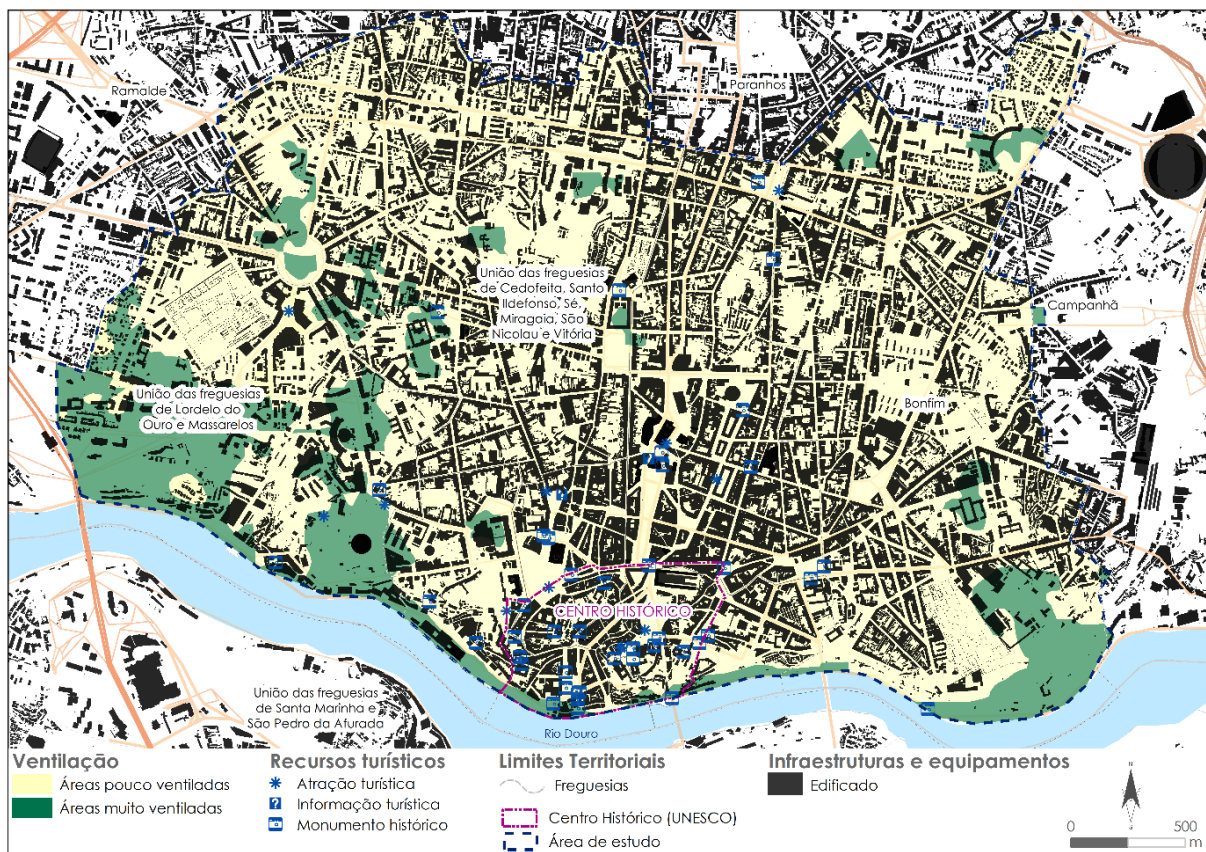 Ramalde
Paranhos
União das freguesias
de Cedofeita, Santo
Ildefonso, Sé,
Miragaia, São
Nicolau e Vitória
Campanhã
União das freguesias
de Lordelo do
Ouro e Massarelos
Bonfim
CENTRO HISTÓRICO
União das freguesias
de Santa Marinha e
São Pedro da Afurada
Rio Douro
Ventilação
Áreas pouco ventiladas
Áreas muito ventiladas
Recursos turísticos
Atração turística
? Informação turística
Monumento histórico
Limites Territoriais
Freguesias
Centro Histórico (UNESCO)
Área de estudo
Infraestruturas e equipamentos
Edificado
N
0 500
m